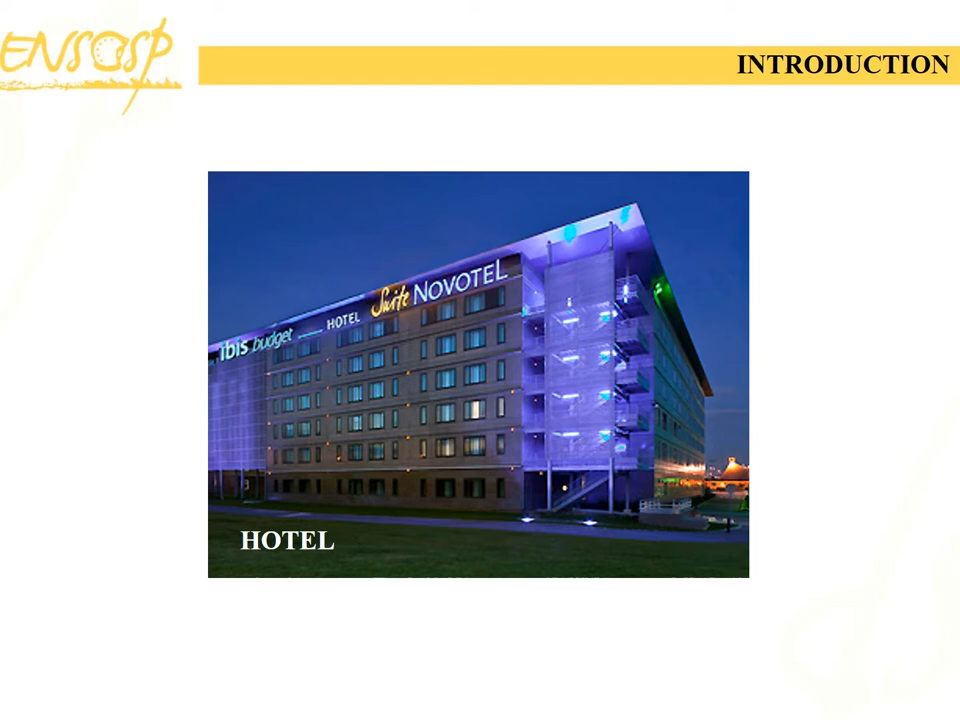 ENSOSP
INTRODUCTION
Suite NOVOTEL
HOTEL
ibis budget
HOTEL